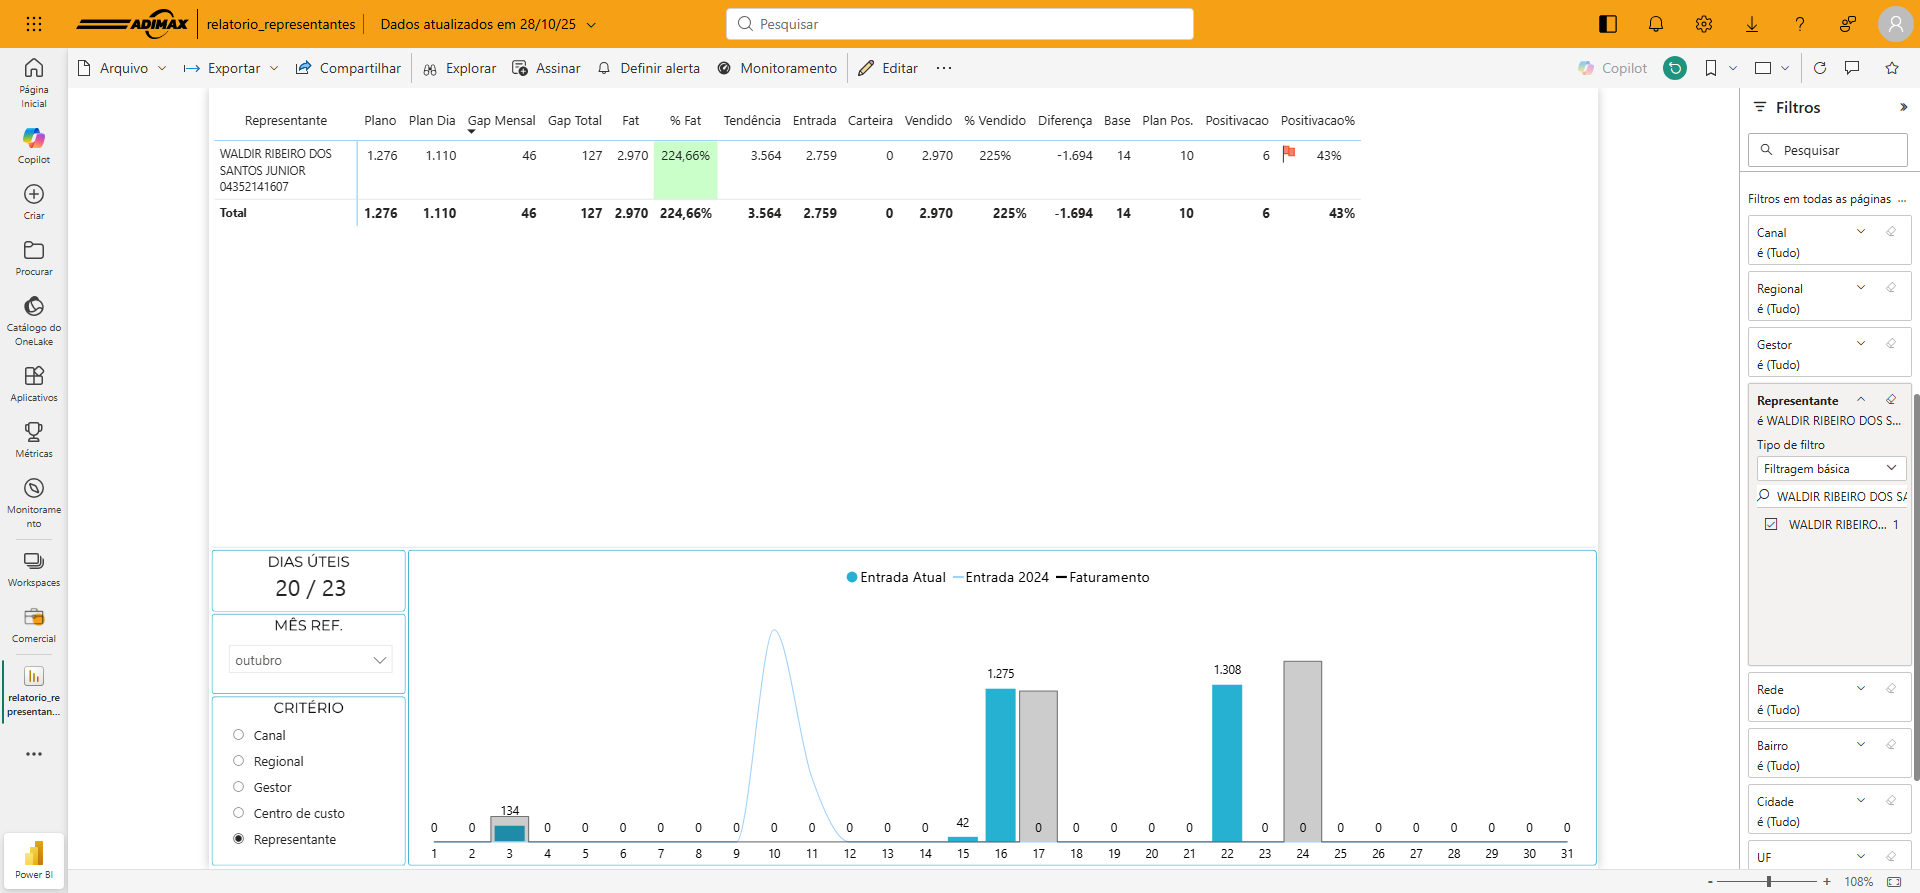 ADIMAX
relatorio_representantes
Dados atualizados em 28/10/25
Pesquisar
Arquivo
Exportar
Compartilhar
Explorar
Assinar
Definir alerta
Monitoramento
Editar
Copilot
Página
Inicial
Copilot
Criar
Procurar
Catálogo do
OneLake
Aplicativos
Métricas
Monitorame
nto
Workspaces
Comercial
relatorio_re
presentan...
Power BI
Representante Plano Plan Dia Gap Mensal Gap Total Fat % Fat Tendência Entrada Carteira Vendido % Vendido Diferença Base Plan Pos. Positivacao Positivacao%
WALDIR RIBEIRO DOS
SANTOS JUNIOR
04352141607
1.276 1.110 46 127 2.970 224,66% 3.564 2.759 0 2.970 225% -1.694 14 10 6 43%
Total 1.276 1.110 46 127 2.970 224,66% 3.564 2.759 0 2.970 225% -1.694 14 10 6 43%
DIAS ÚTEIS
20 / 23
MÊS REF.
outubro
CRITÉRIO
Canal
Regional
Gestor
Centro de custo
Representante
Entrada Atual Entrada 2024 Faturamento
0 0 134 0 0 0 0 0 0 0 0 0 0 0 42 1.275 0 0 0 0 0 1.308 0 0 0 0 0 0 0 0 0
1 2 3 4 5 6 7 8 9 10 11 12 13 14 15 16 17 18 19 20 21 22 23 24 25 26 27 28 29 30 31
Filtros
Pesquisar
Filtros em todas as páginas ...
Canal
é (Tudo)
Regional
é (Tudo)
Gestor
é (Tudo)
Representante
é WALDIR RIBEIRO DOS S...
Tipo de filtro
Filtragem básica
WALDIR RIBEIRO DOS SA
WALDIR RIBEIRO... 1
Rede
é (Tudo)
Bairro
é (Tudo)
Cidade
é (Tudo)
UF
- + 108%